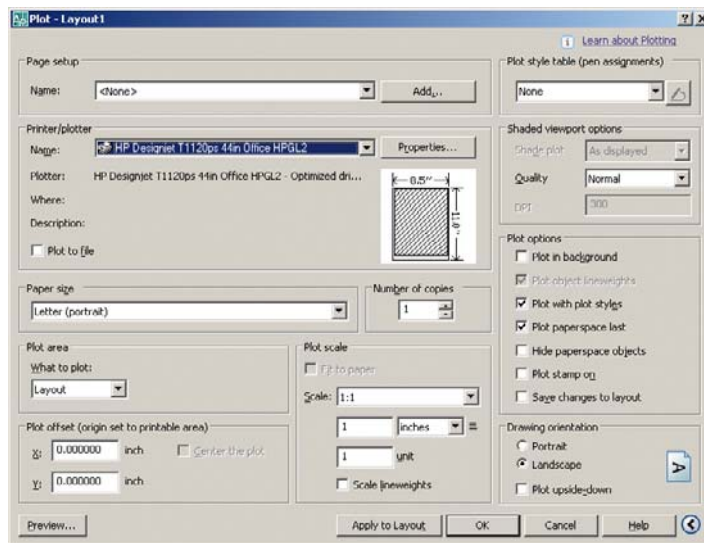 Plot - Layout1
Learn about Plotting
Page setup
Name: <None> Add...
Plot style table (pen assignments)
None
Printer/plotter
Name: HP Designjet T1120ps 44in Office HPGL2 Properties...
Plotter: HP Designjet T1120ps 44in Office HPGL2 - Optimized dri...
Where:
Description:
Plot to file
8.5''
11.0''
Shaded viewport options
Shade plot As displayed
Quality Normal
DPI 300
Paper size
Letter (portrait)
Number of copies
1
Plot options
Plot in background
Plot object lineweights
Plot with plot styles
Plot paperspace last
Hide paperspace objects
Plot stamp on
Save changes to layout
Plot area
What to plot:
Layout
Plot scale
Fit to paper
Scale: 1:1
1 inches =
1 unit
Scale lineweights
Plot offset (origin set to printable area)
X: 0.000000 inch Center the plot
Y: 0.000000 inch
Drawing orientation
Portrait
Landscape
Plot upside-down
A
Preview... Apply to Layout OK Cancel Help